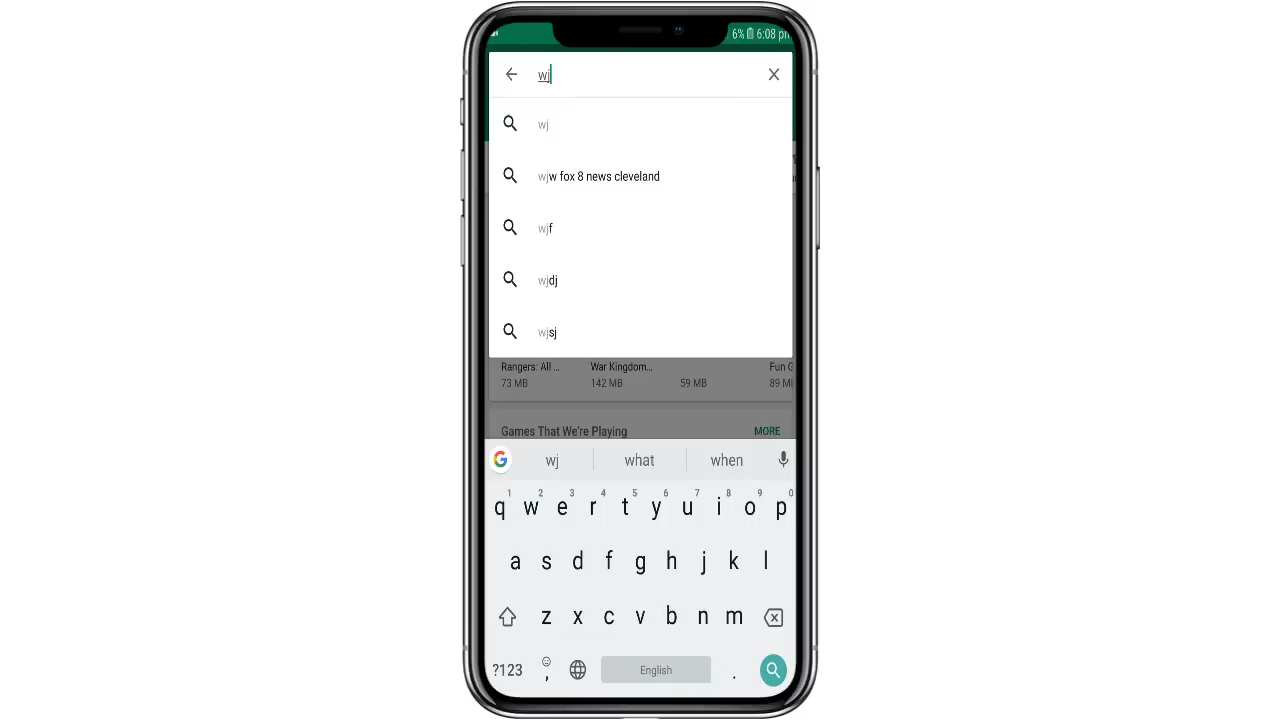 6% 6:08 pm
wj
wj
wjw fox 8 news cleveland
wjf
wjdj
wjsj
Rangers: All ... War Kingdom... Fun G
73 MB 142 MB 59 MB 89 M
Games That We're Playing MORE
wj what when
1 2 3 4 5 6 7 8 9 0
q w e r t y u i o p
a s d f g h j k l
z x c v b n m
?123 , English .